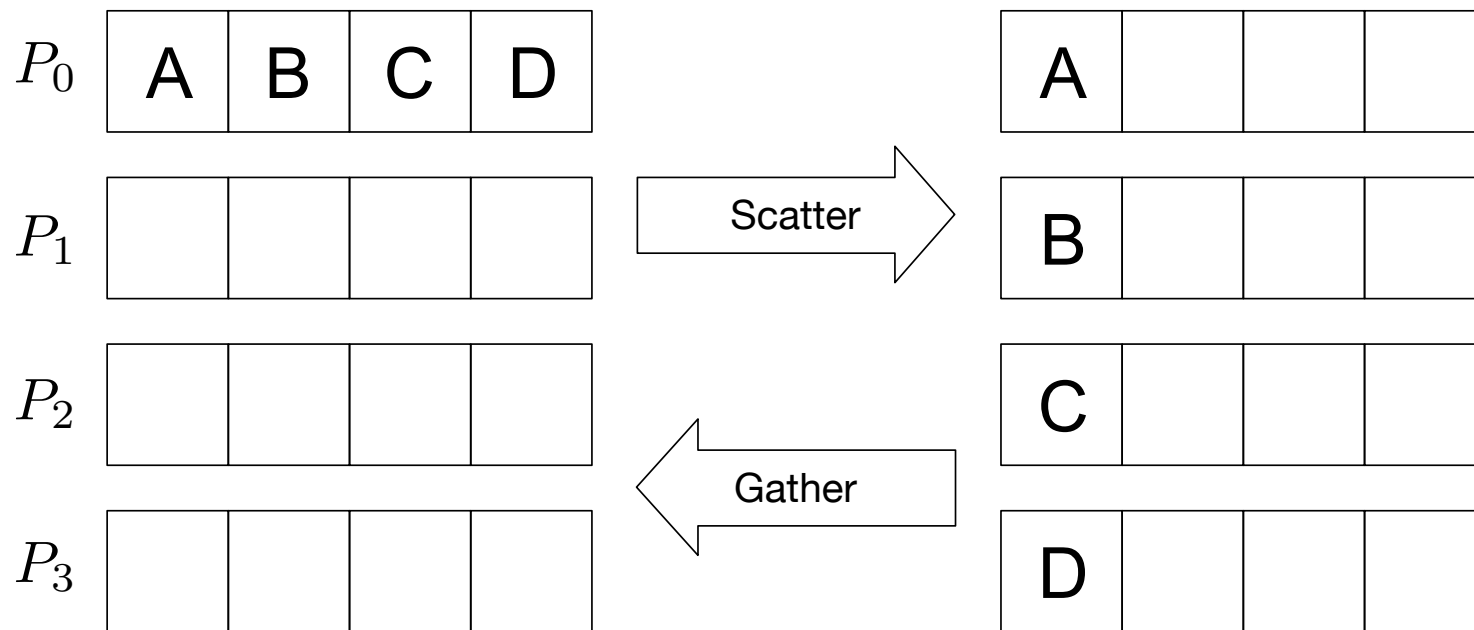 P₀ A B C D A
P₁ Scatter B
P₂ C
Gather
P₃ D